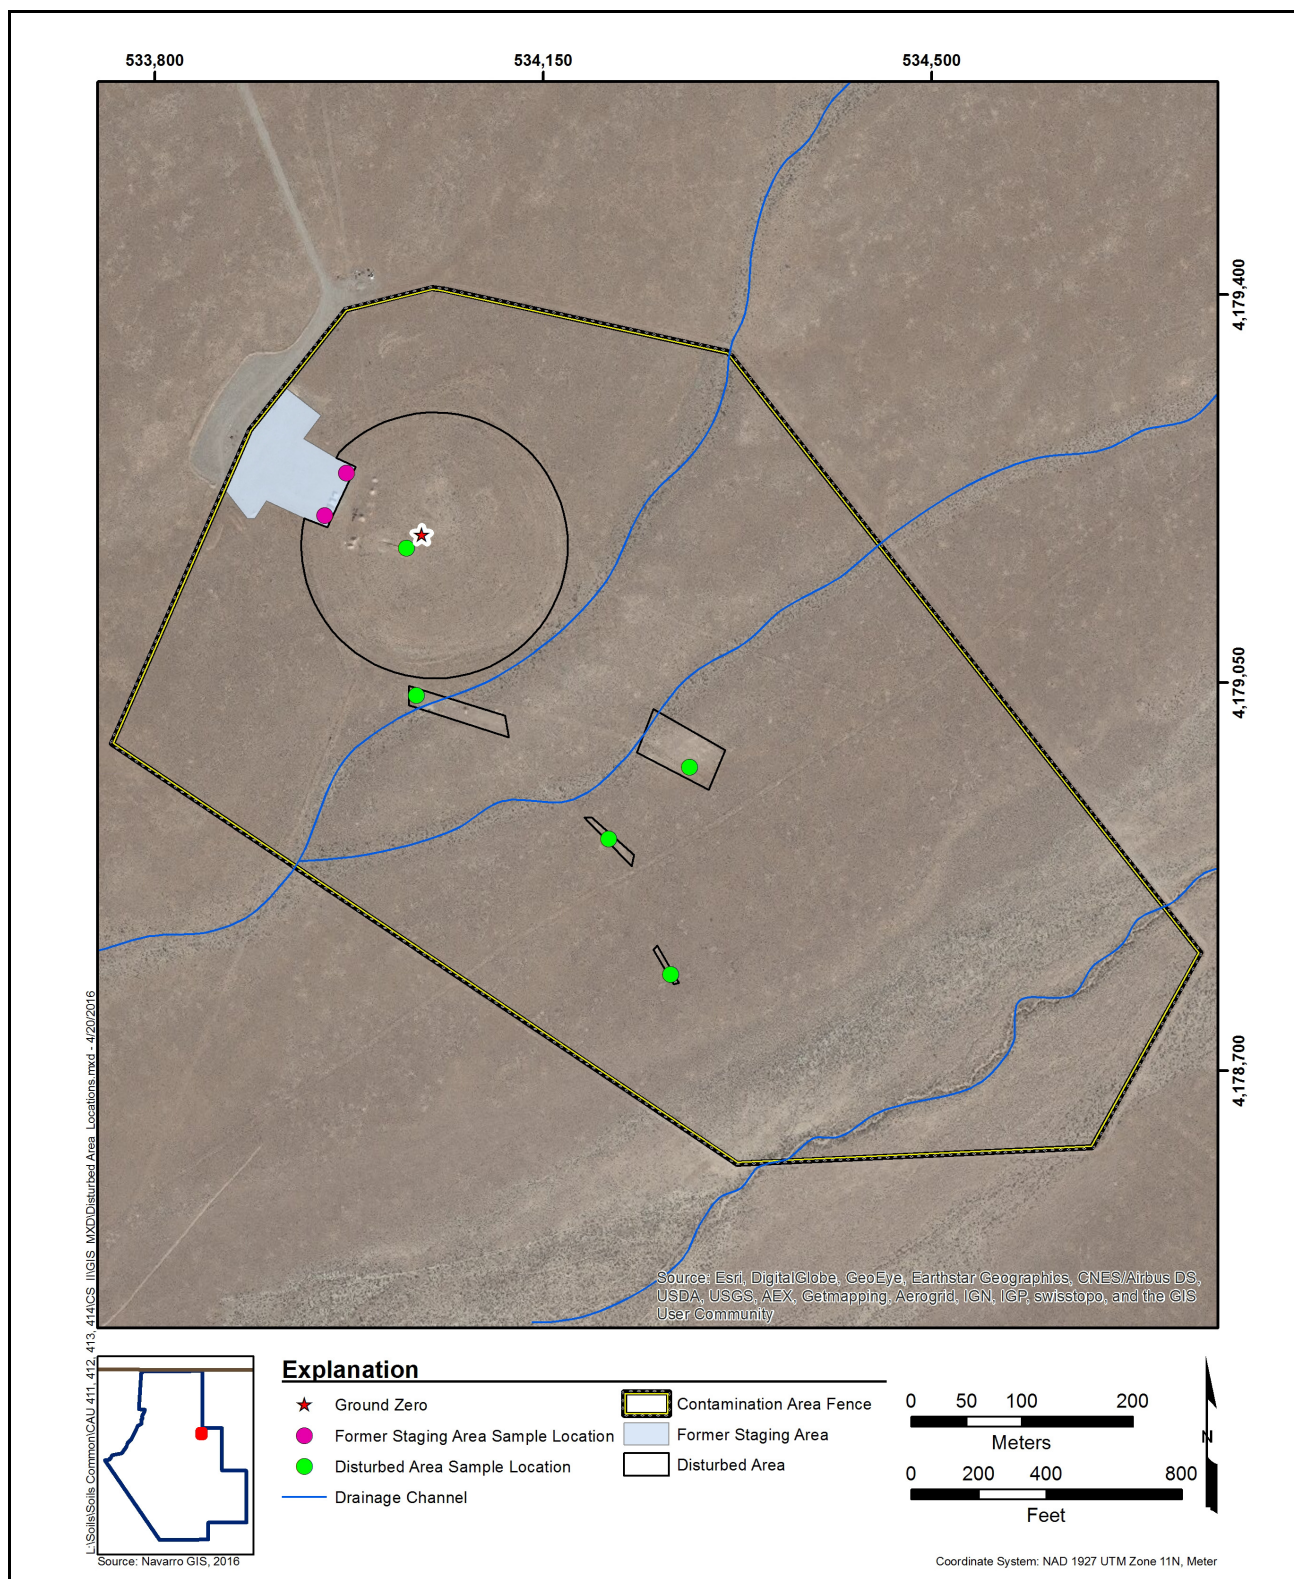 533,800
534,150
534,500
4,179,400
4,179,050
4,178,700
L:\Soils\Soils Common\CAU 411, 412, 413, 414\CS II\GIS MXD\Disturbed Area Locations.mxd - 4/20/2016
Source: Esri, DigitalGlobe, GeoEye, Earthstar Geographics, CNES/Airbus DS,
USDA, USGS, AEX, Getmapping, Aerogrid, IGN, IGP, swisstopo, and the GIS
User Community
Explanation
Ground Zero
Former Staging Area Sample Location
Disturbed Area Sample Location
Drainage Channel
Contamination Area Fence
Former Staging Area
Disturbed Area
0 50 100 200
Meters
0 200 400 800
Feet
N
Source: Navarro GIS, 2016
Coordinate System: NAD 1927 UTM Zone 11N, Meter